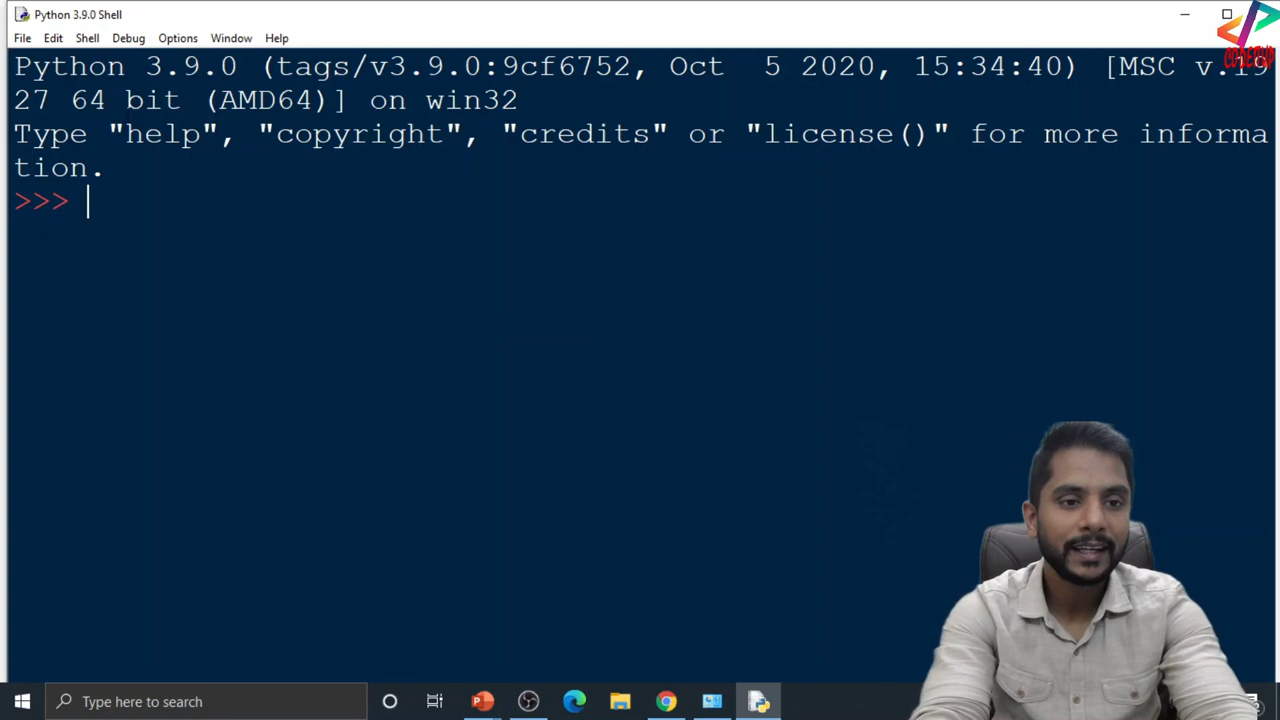 Python 3.9.0 Shell
File Edit Shell Debug Options Window Help
Python 3.9.0 (tags/v3.9.0:9cf6752, Oct  5 2020, 15:34:40) [MSC v.19
27 64 bit (AMD64)] on win32
Type "help", "copyright", "credits" or "license()" for more informa
tion.
>>>
Type here to search